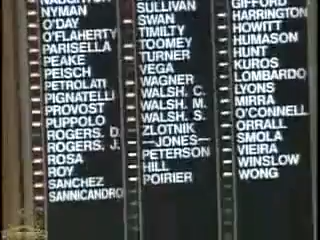 NAUGHTON
NYMAN
O'DAY
O'FLAHERTY
PARISELLA
PEAKE
PEISCH
PETROLATI
PIGNATELLI
PROVOST
PUPPOLO
ROGERS. D.
ROGERS. J.
ROSA
ROY
SANCHEZ
SANNICANDRO
SULLIVAN
SWAN
TIMILTY
TOOMEY
TURNER
VEGA
WAGNER
WALSH. C.
WALSH. M.
WALSH. S.
ZLOTNIK
—JONES—
PETERSON
HILL
POIRIER
GIFFORD
HARRINGTON
HOWITT
HUMASON
HUNT
KUROS
LOMBARDO
LYONS
MIRRA
O'CONNELL
ORRALL
SMOLA
VIEIRA
WINSLOW
WONG